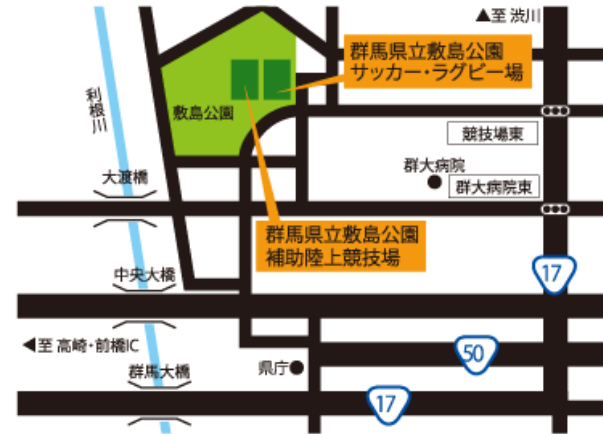 ▲至 渋川
群馬県立敷島公園
サッカー・ラグビー場
利根川
敷島公園
競技場東
群大病院
群大病院東
大渡橋
群馬県立敷島公園
補助陸上競技場
中央大橋
17
◀至 高崎・前橋IC
50
群馬大橋
県庁
17